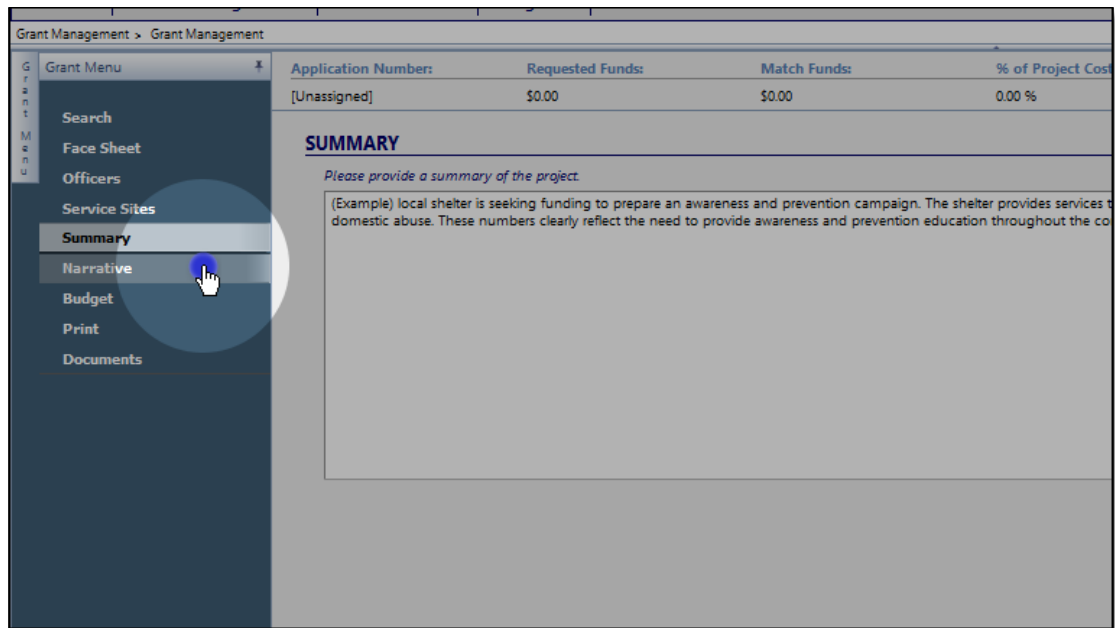 Grant Management > Grant Management
Grant Menu
Grant Menu
Application Number: Requested Funds: Match Funds: % of Project Cost
[Unassigned] $0.00 $0.00 0.00 %
Search
Face Sheet
Officers
Service Sites
Summary
Narrative
Budget
Print
Documents
SUMMARY
Please provide a summary of the project.
(Example) local shelter is seeking funding to prepare an awareness and prevention campaign. The shelter provides services
domestic abuse. These numbers clearly reflect the need to provide awareness and prevention education throughout the